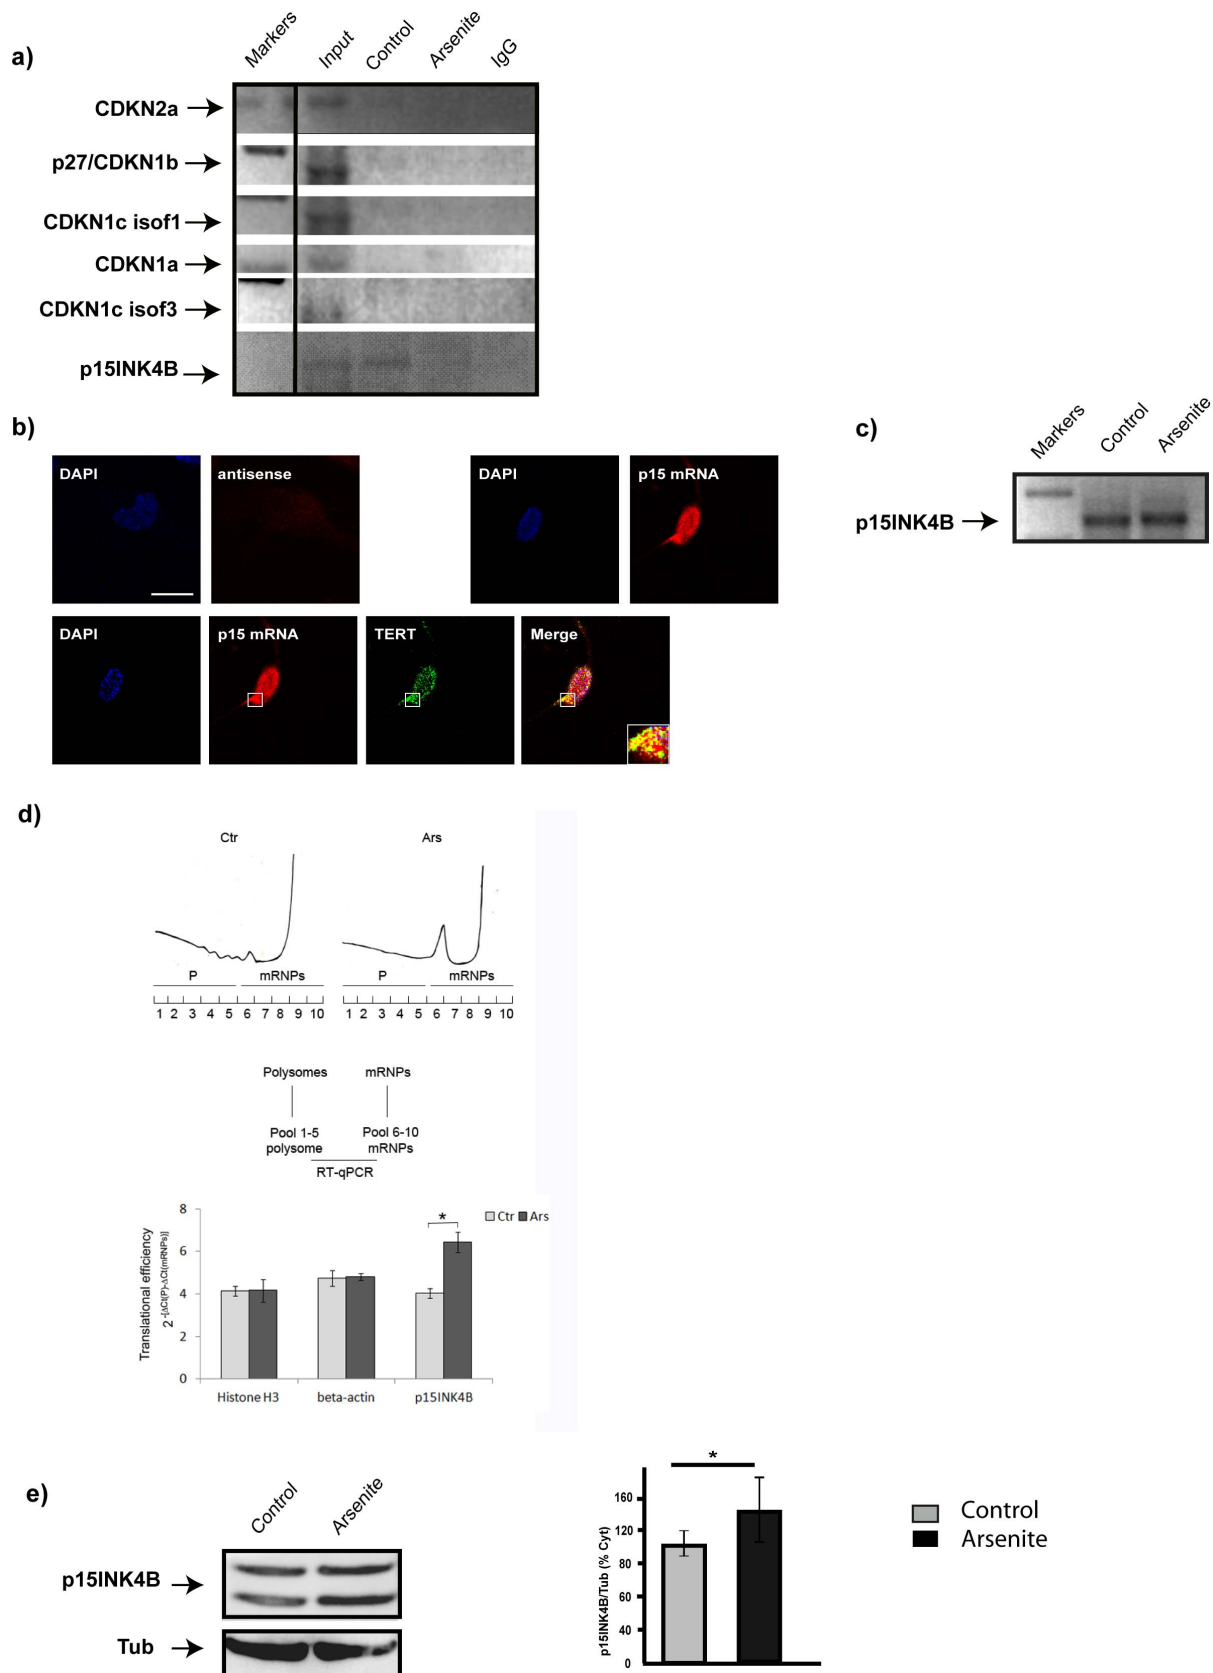 a)
Markers
Input
Control
Arsenite
IgG
CDKN2a
p27/CDKN1b
CDKN1c isof1
CDKN1a
CDKN1c isof3
p15INK4B
b)
DAPI
antisense
DAPI
p15 mRNA
DAPI
p15 mRNA
TERT
Merge
c)
Markers
Control
Arsenite
p15INK4B
d)
Ctr
Ars
P mRNPs
P mRNPs
1 2 3 4 5 6 7 8 9 10
1 2 3 4 5 6 7 8 9 10
Polysomes mRNPs
Pool 1-5 Pool 6-10
polysome mRNPs
RT-qPCR
Translational efficiency
2^-[ΔCt(P)-ΔCt(mRNPs)]
8
6
4
2
0
*
Ctr Ars
Histone H3 beta-actin p15INK4B
e)
Control
Arsenite
p15INK4B
Tub
p15INK4B/Tub (% Cyt)
160
120
80
60
40
0
*
Control
Arsenite